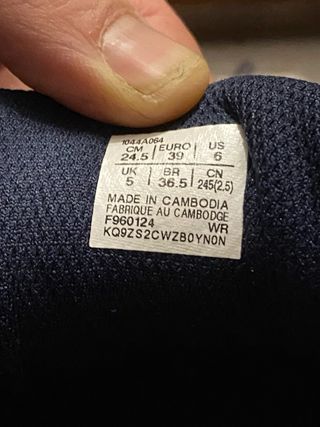 1044A064
CM EURO US
24.5 39 6
UK BR CN
5 36.5 245(2.5)
MADE IN CAMBODIA
FABRIQUE AU CAMBODGE
F960124 WR
KQ9ZS2CWZB0YN0N